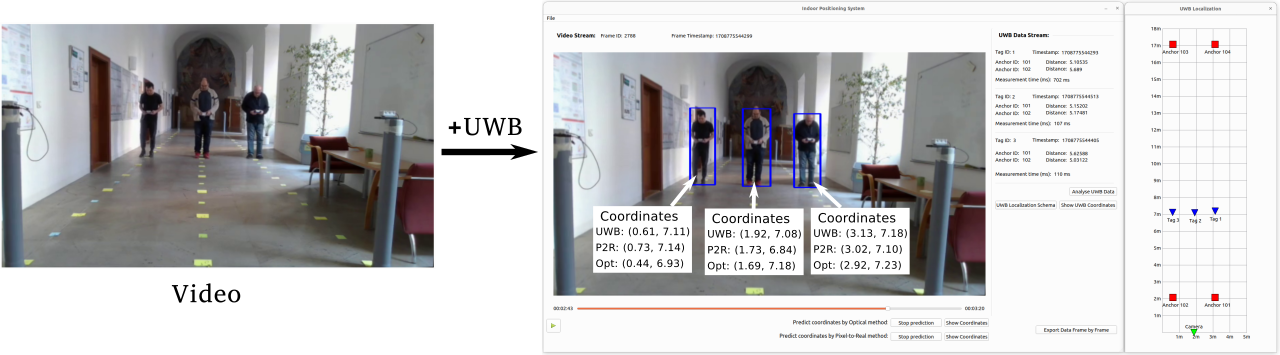 Video
+UWB
Indoor Positioning System
File
Video Stream: Frame ID: 2788 Frame Timestamp: 1708775544299
Coordinates
UWB: (0.61, 7.11)
P2R: (0.73, 7.14)
Opt: (0.44, 6.93)
Coordinates
UWB: (1.92, 7.08)
P2R: (1.73, 6.84)
Opt: (1.69, 7.18)
Coordinates
UWB: (3.13, 7.18)
P2R: (3.02, 7.10)
Opt: (2.92, 7.23)
00:02:43 00:03:20
Predict coordinates by Optical method: Stop prediction Show Coordinates
Predict coordinates by Pixel-to-Real method: Stop prediction Show Coordinates
UWB Data Stream:
Tag ID: 1 Timestamp: 1708775544293
Anchor ID: 101 Distance: 5.10535
Anchor ID: 102 Distance: 5.689
Measurement time (ms): 702 ms
Tag ID: 2 Timestamp: 1708775544313
Anchor ID: 101 Distance: 5.15202
Anchor ID: 102 Distance: 5.17481
Measurement time (ms): 107 ms
Tag ID: 3 Timestamp: 1708775544405
Anchor ID: 101 Distance: 5.62588
Anchor ID: 102 Distance: 5.03122
Measurement time (ms): 110 ms
Analyse UWB Data
UWB Localization Schema Show UWB Coordinates
Export Data Frame by Frame
UWB Localization
18m
17m
Anchor 103 Anchor 104
16m
15m
14m
13m
12m
11m
10m
9m
8m
7m
Tag 3 Tag 2 Tag 1
6m
5m
4m
3m
2m
Anchor 102 Anchor 101
1m
Camera
1m 2m 3m 4m 5m